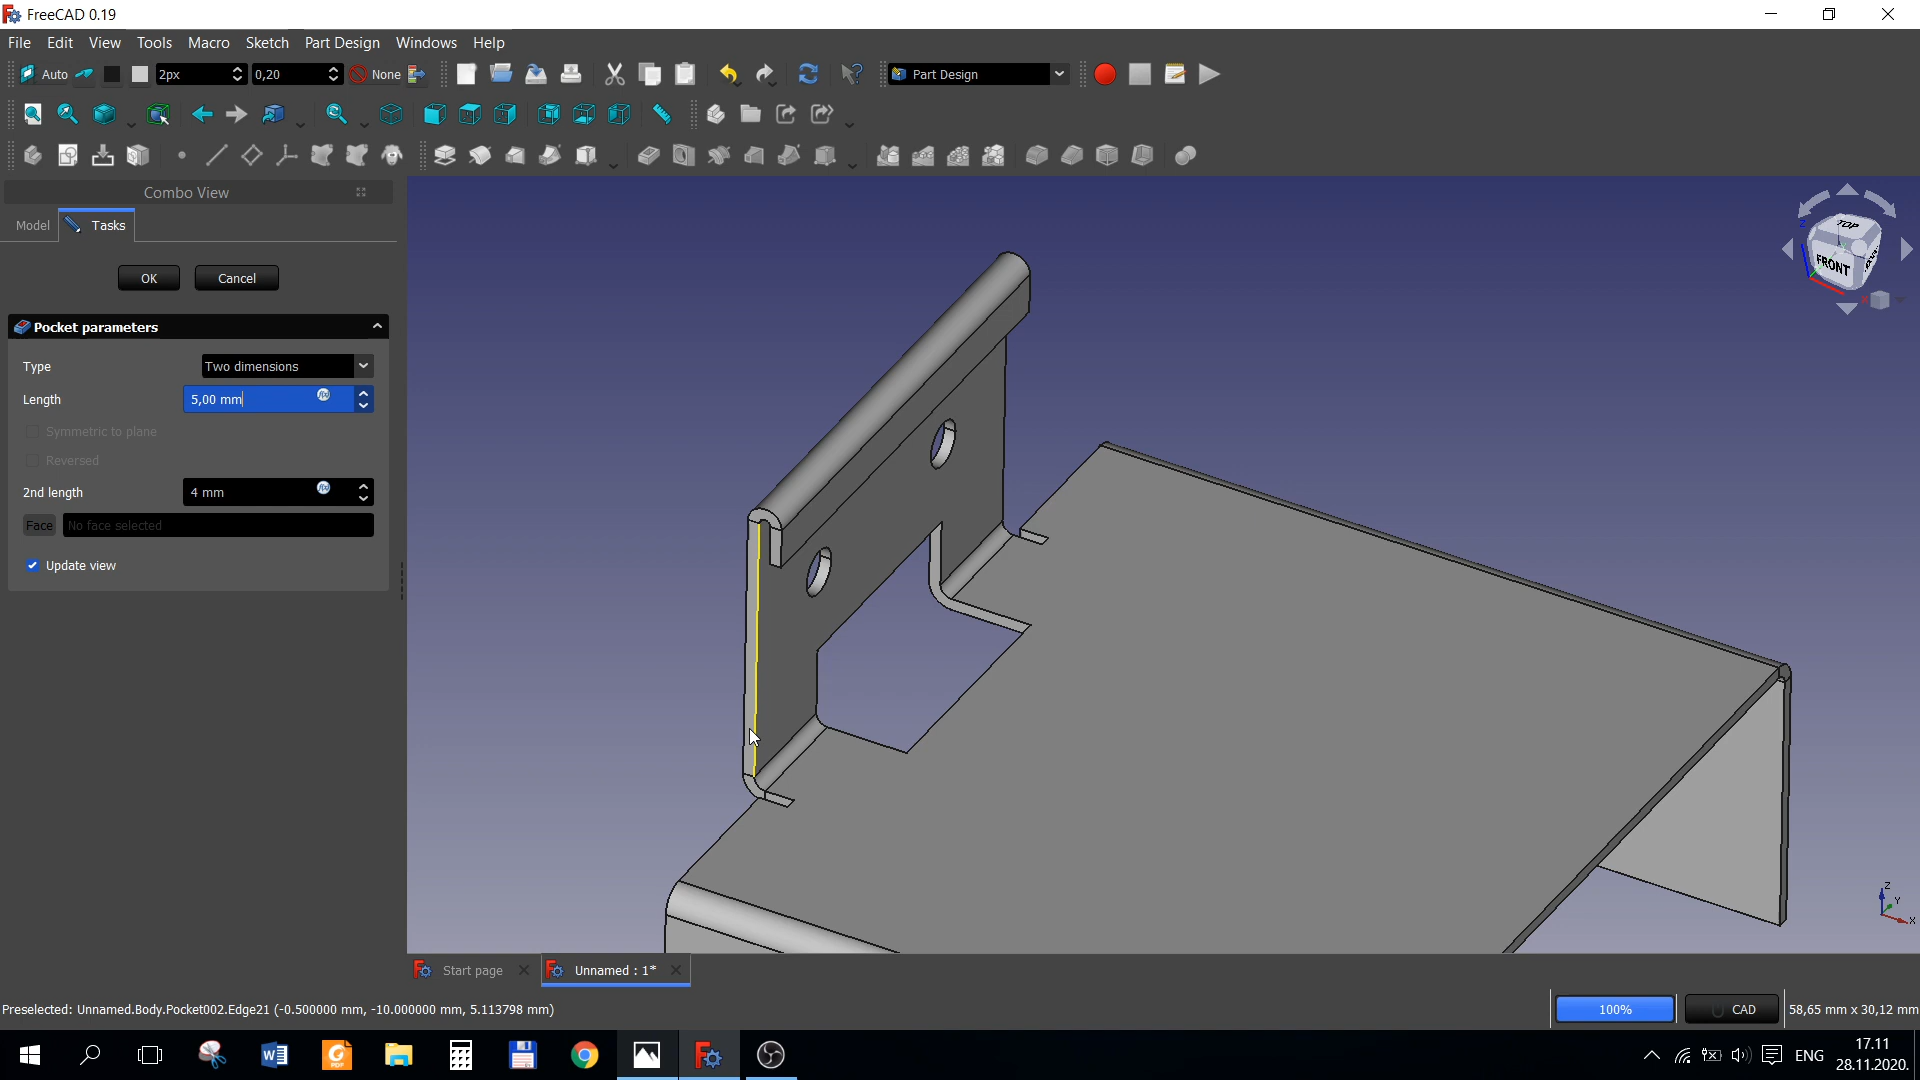 FreeCAD 0.19
File Edit View Tools Macro Sketch Part Design Windows Help
Auto 2px 0,20 None Part Design
Combo View
Model Tasks
OK Cancel
Pocket parameters
Type Two dimensions
Length 5,00 mm
Symmetric to plane
Reversed
2nd length 4 mm
Face No face selected
Update view
TOP
FRONT
Z
Y
X
Start page Unnamed : 1*
Preselected: Unnamed.Body.Pocket002.Edge21 (-0.500000 mm, -10.000000 mm, 5.113798 mm) 100% CAD 58,65 mm x 30,12 mm
ENG
17.11
28.11.2020.